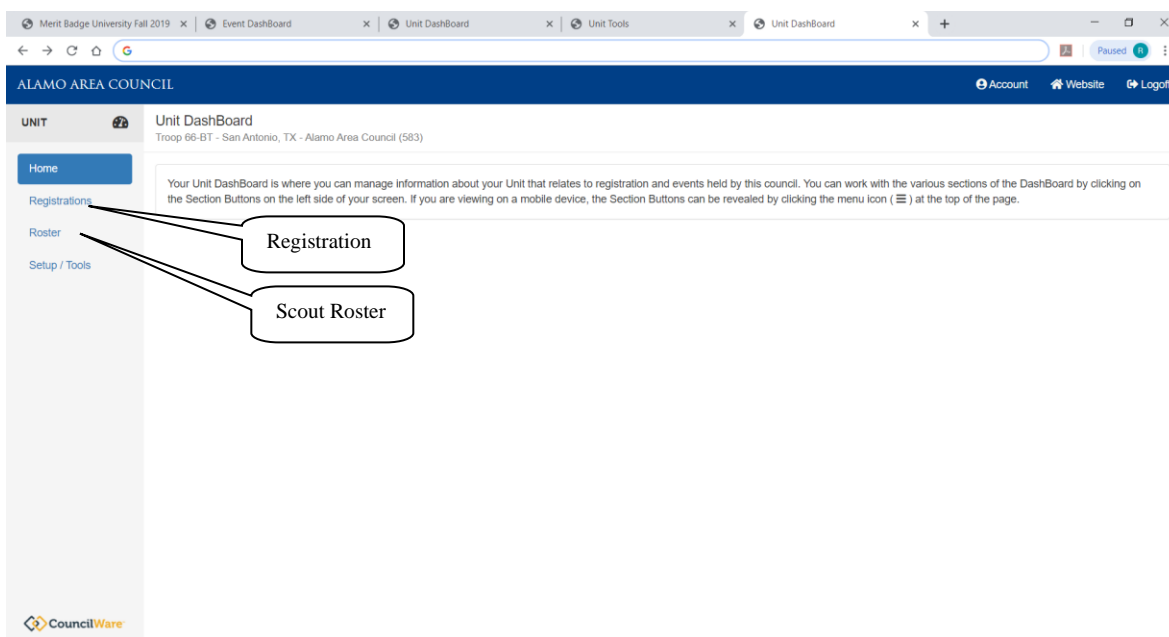 Merit Badge University Fall 2019
Event DashBoard
Unit DashBoard
Unit Tools
Unit DashBoard
Paused
R
ALAMO AREA COUNCIL
Account
Website
Logoff
UNIT
Unit DashBoard
Troop 66-BT - San Antonio, TX - Alamo Area Council (583)
Home
Registrations
Roster
Setup / Tools
Your Unit DashBoard is where you can manage information about your Unit that relates to registration and events held by this council. You can work with the various sections of the DashBoard by clicking on
the Section Buttons on the left side of your screen. If you are viewing on a mobile device, the Section Buttons can be revealed by clicking the menu icon ( ☰ ) at the top of the page.
Registration
Scout Roster
CouncilWare